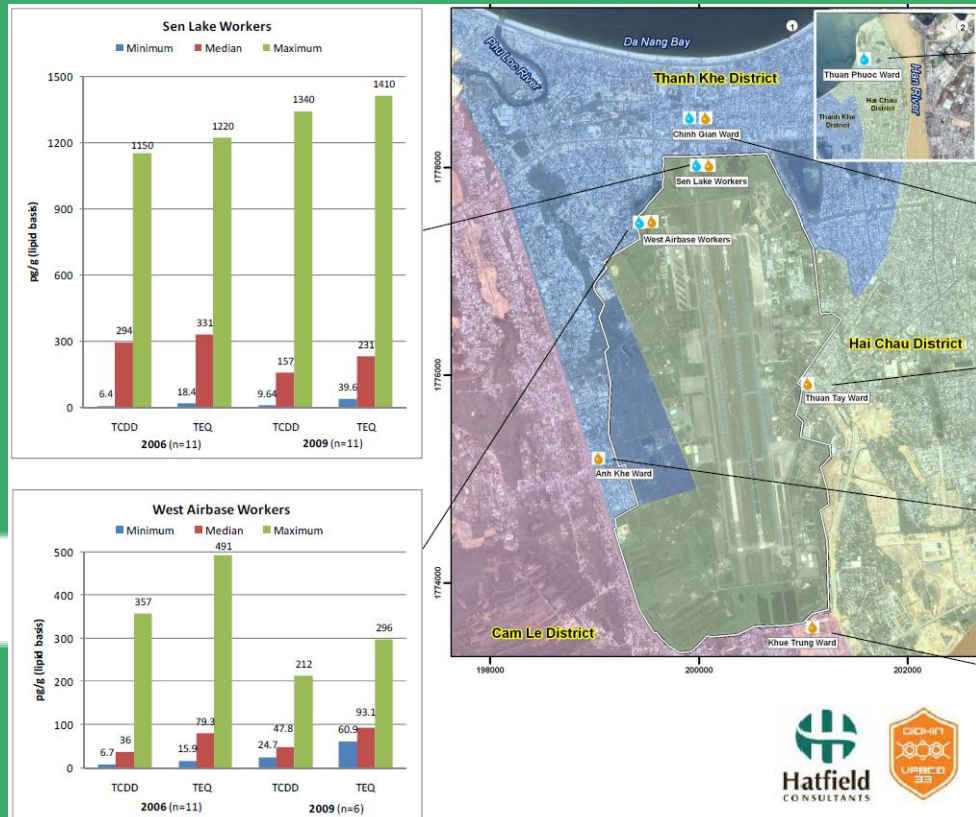 Sen Lake Workers
Minimum Median Maximum
pg/g (lipid basis)
1500
1200
900
600
300
0
6.4 294 1150 18.4 331 1220 9.64 157 1340 39.6 231 1410
TCDD TEQ TCDD TEQ
2006 (n=11) 2009 (n=11)
West Airbase Workers
Minimum Median Maximum
pg/g (lipid basis)
500
400
300
200
100
0
6.7 36 357 15.9 79.3 491 24.7 47.8 212 60.9 93.1 296
TCDD TEQ TCDD TEQ
2006 (n=11) 2009 (n=6)
1
Da Nang Bay
Phu Loc River
Thanh Khe District
Chinh Gian Ward
Sen Lake Workers
West Airbase Workers
Hai Chau District
Thuan Tay Ward
Anh Khe Ward
Cam Le District
Khue Trung Ward
1778000
1776000
1774000
198000 200000 202000
2
Thuan Phuoc Ward
Han River
Hai Chau
District
Thanh Khe
District
Hatfield
CONSULTANTS
DIOXIN
VPBCD
33